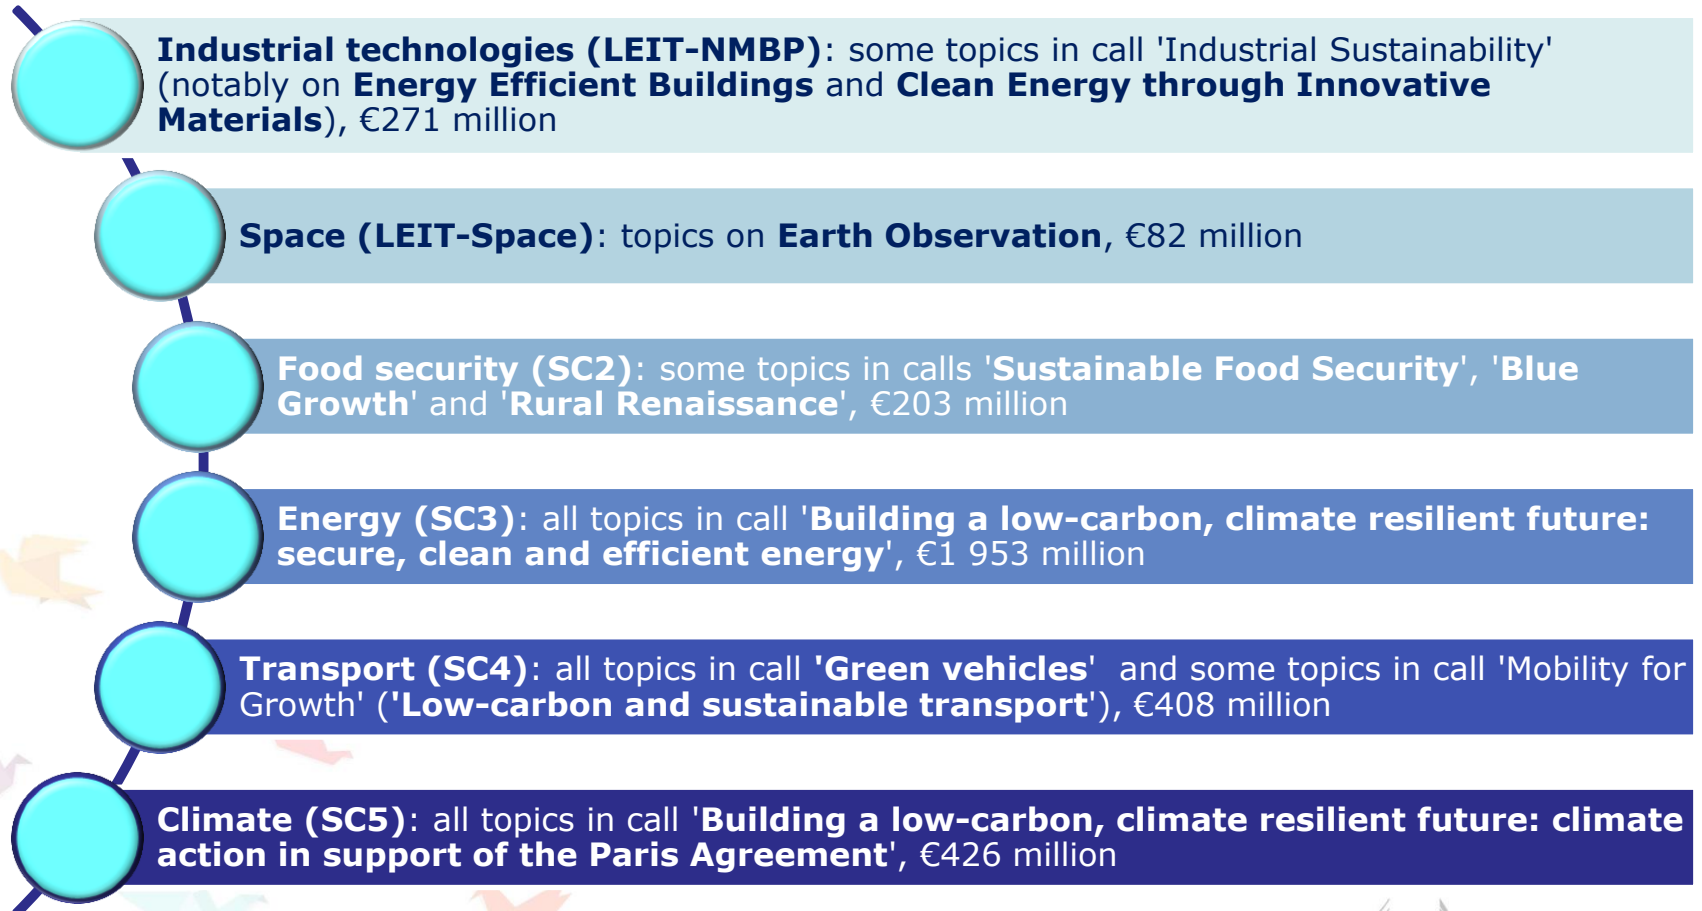 Industrial technologies (LEIT-NMBP): some topics in call 'Industrial Sustainability'
(notably on Energy Efficient Buildings and Clean Energy through Innovative
Materials), €271 million
Space (LEIT-Space): topics on Earth Observation, €82 million
Food security (SC2): some topics in calls 'Sustainable Food Security', 'Blue
Growth' and 'Rural Renaissance', €203 million
Energy (SC3): all topics in call 'Building a low-carbon, climate resilient future:
secure, clean and efficient energy', €1 953 million
Transport (SC4): all topics in call 'Green vehicles'  and some topics in call 'Mobility for
Growth' ('Low-carbon and sustainable transport'), €408 million
Climate (SC5): all topics in call 'Building a low-carbon, climate resilient future: climate
action in support of the Paris Agreement', €426 million